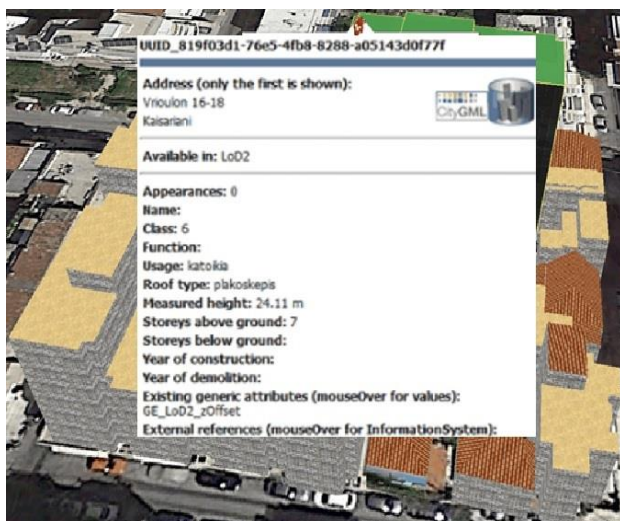 UUID_819f03d1-76e5-4fb8-8288-a05143d0f77f
Address (only the first is shown):
Vrioulon 16-18
Kaisariani
CityGML
Available in: LoD2
Appearances: 0
Name:
Class: 6
Function:
Usage: katoikia
Roof type: plakoskepis
Measured height: 24.11 m
Storeys above ground: 7
Storeys below ground:
Year of construction:
Year of demolition:
Existing generic attributes (mouseOver for values):
GE_LoD2_zOffset
External references (mouseOver for InformationSystem):